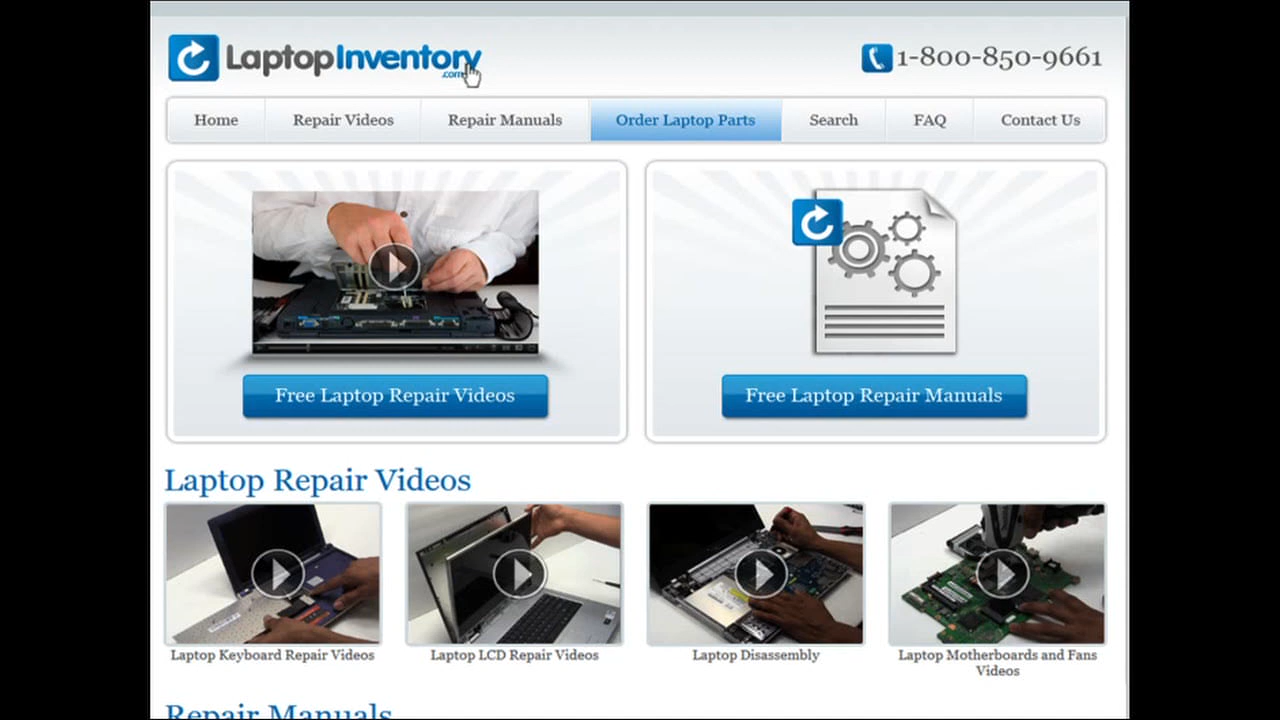 LaptopInventory
.com
1-800-850-9661
Home
Repair Videos
Repair Manuals
Order Laptop Parts
Search
FAQ
Contact Us
Free Laptop Repair Videos
Free Laptop Repair Manuals
Laptop Repair Videos
Laptop Keyboard Repair Videos
Laptop LCD Repair Videos
Laptop Disassembly
Laptop Motherboards and Fans
Videos
Repair Manuals